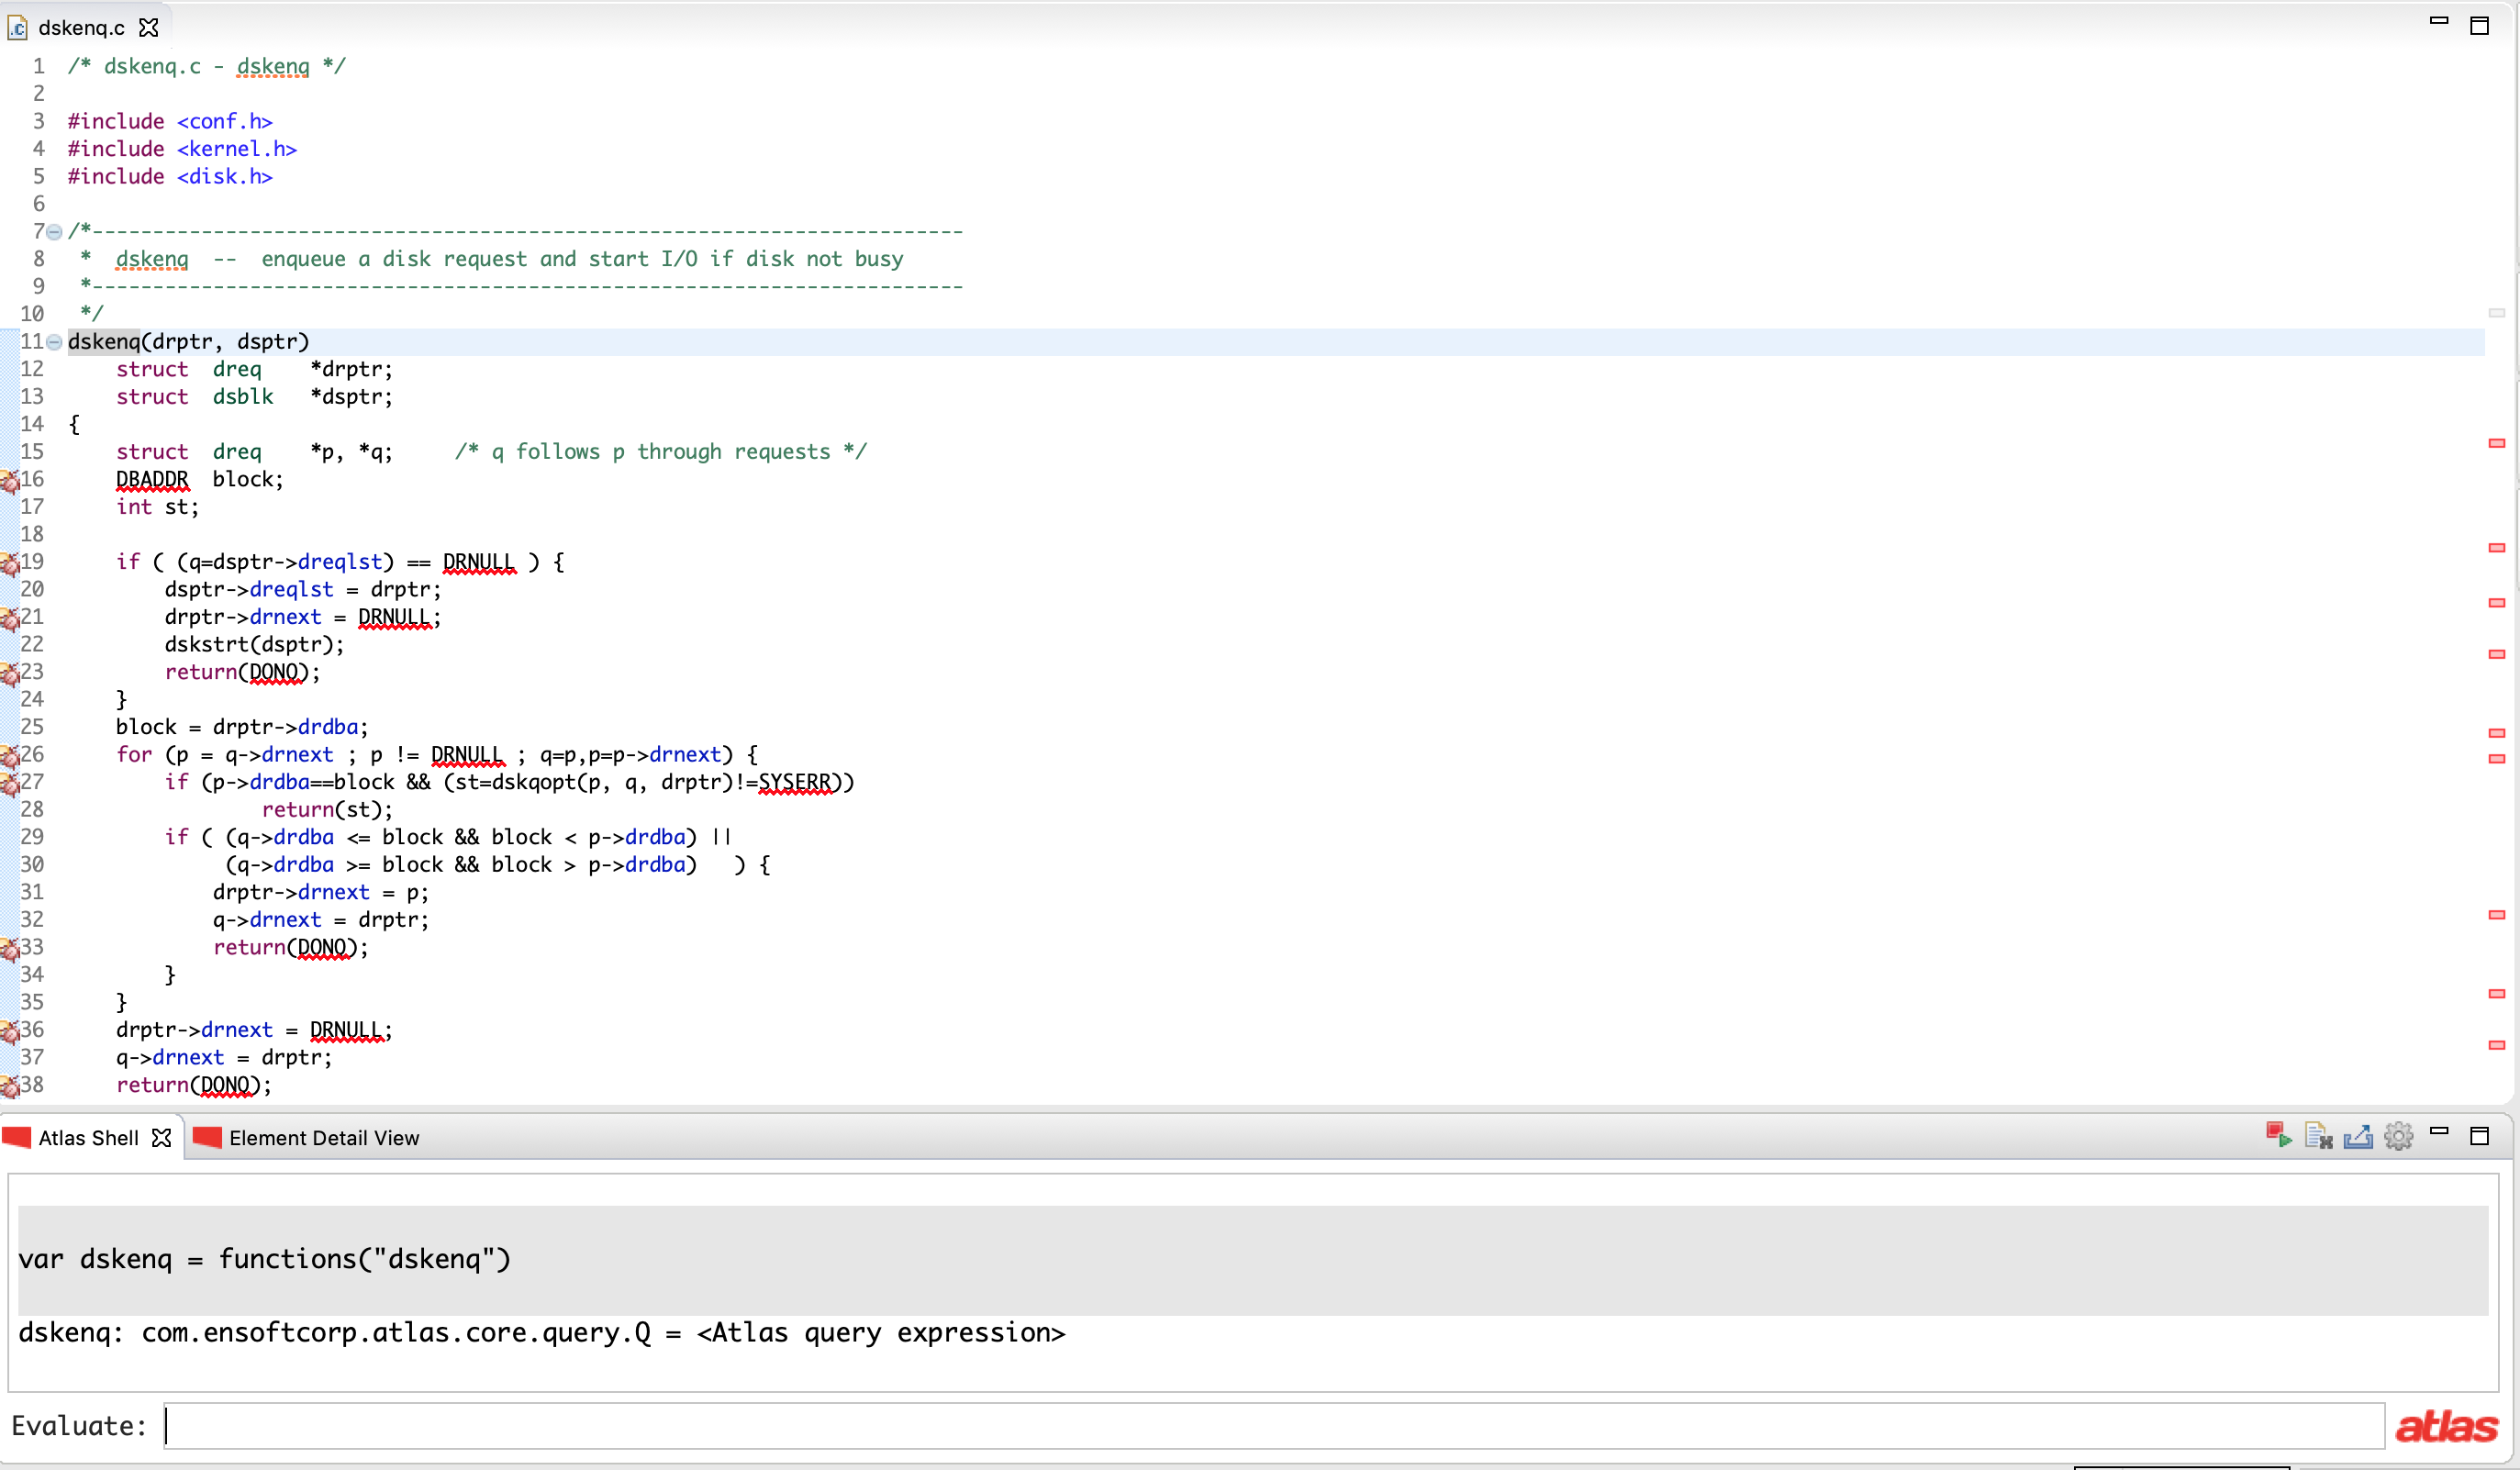 dskenq.c
1 /* dskenq.c - dskenq */
2
3 #include <conf.h>
4 #include <kernel.h>
5 #include <disk.h>
6
7 /*------------------------------------------------------------------------
8  *  dskenq  --  enqueue a disk request and start I/O if disk not busy
9  *------------------------------------------------------------------------
10  */
11 dskenq(drptr, dsptr)
12     struct  dreq    *drptr;
13     struct  dsblk   *dsptr;
14 {
15     struct  dreq    *p, *q;     /* q follows p through requests */
16     DBADDR  block;
17     int st;
18
19     if ( (q=dsptr->dreqlst) == DRNULL ) {
20         dsptr->dreqlst = drptr;
21         drptr->drnext = DRNULL;
22         dskstrt(dsptr);
23         return(DONQ);
24     }
25     block = drptr->drdba;
26     for (p = q->drnext ; p != DRNULL ; q=p,p=p->drnext) {
27         if (p->drdba==block && (st=dskqopt(p, q, drptr)!=SYSERR))
28                 return(st);
29         if ( (q->drdba <= block && block < p->drdba) ||
30              (q->drdba >= block && block > p->drdba)   ) {
31             drptr->drnext = p;
32             q->drnext = drptr;
33             return(DONQ);
34         }
35     }
36     drptr->drnext = DRNULL;
37     q->drnext = drptr;
38     return(DONQ);
Atlas Shell Element Detail View
var dskenq = functions("dskenq")
dskenq: com.ensoftcorp.atlas.core.query.Q = <Atlas query expression>
Evaluate:
atlas